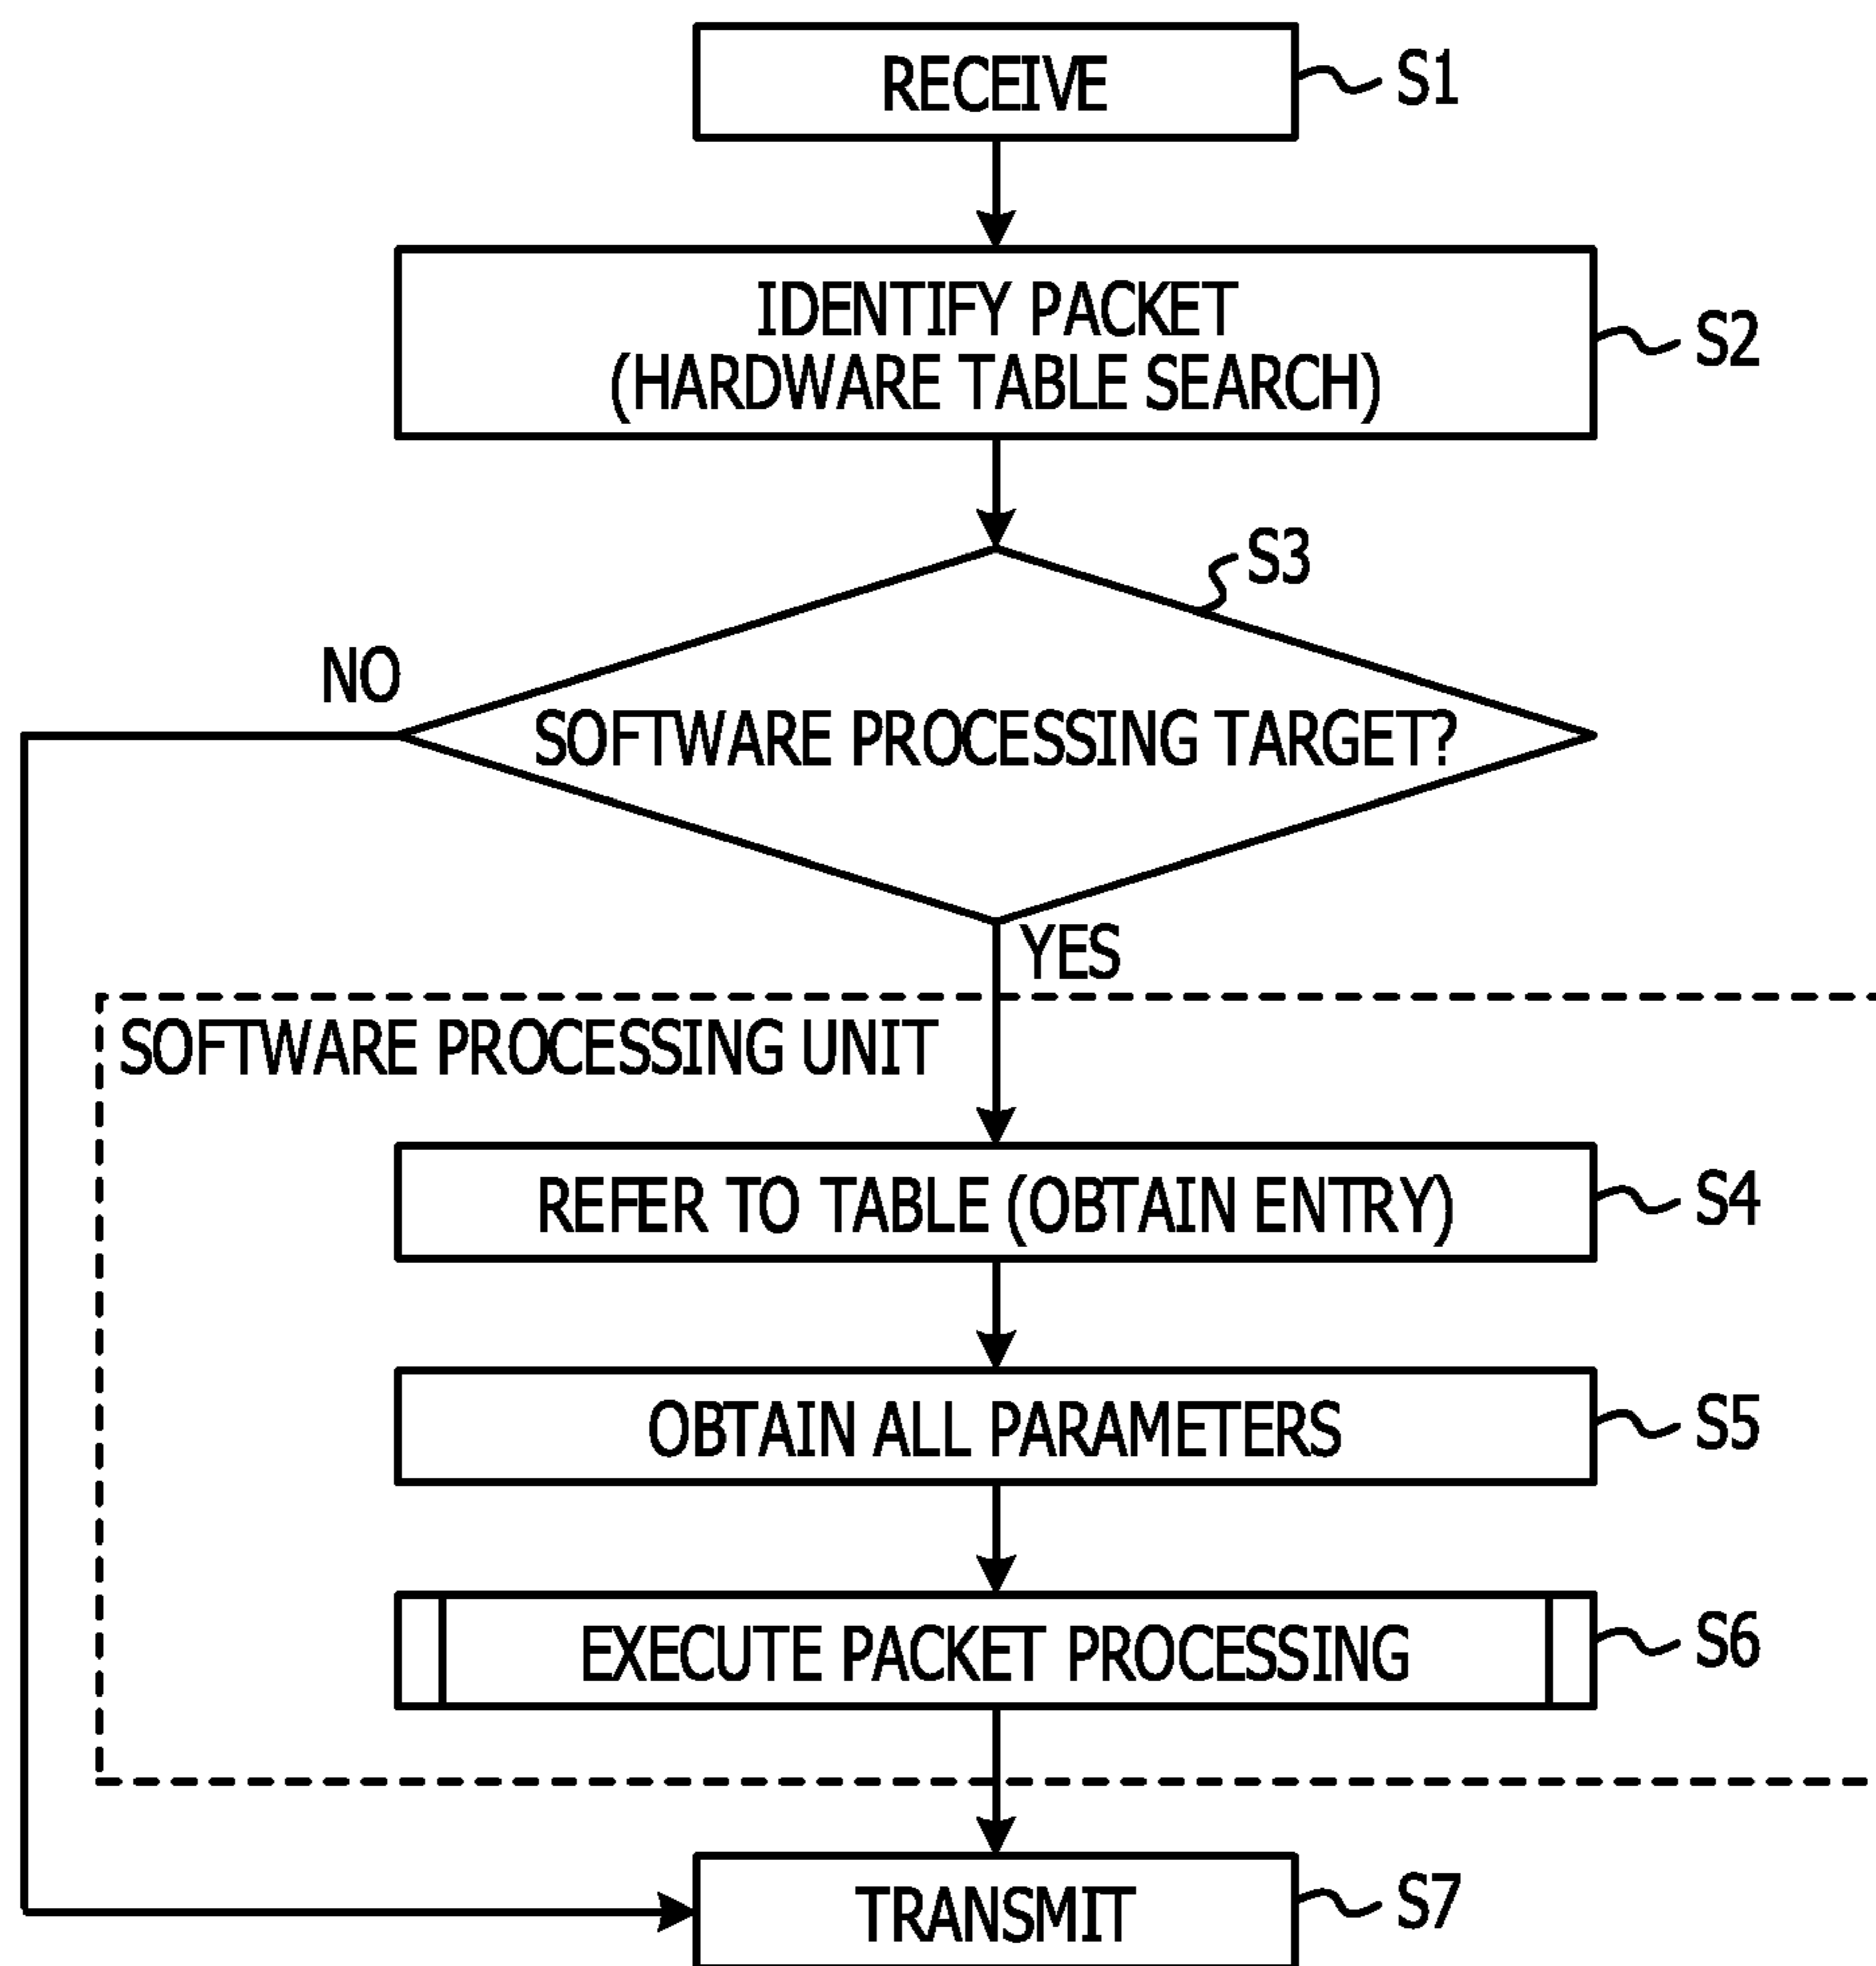 RECEIVE
S1
IDENTIFY PACKET
(HARDWARE TABLE SEARCH)
S2
S3
NO
SOFTWARE PROCESSING TARGET?
YES
SOFTWARE PROCESSING UNIT
REFER TO TABLE (OBTAIN ENTRY)
S4
OBTAIN ALL PARAMETERS
S5
EXECUTE PACKET PROCESSING
S6
TRANSMIT
S7